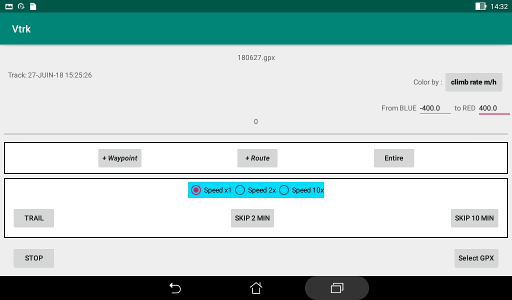 14:32
Vtrk
180627.gpx
Track: 27-JUN-18 15:25:26
Color by : climb rate m/h
From BLUE -400.0 to RED 400.0
0
+ Waypoint + Route Entire
Speed x1 Speed 2x Speed 10x
TRAIL SKIP 2 MIN SKIP 10 MIN
STOP Select GPX